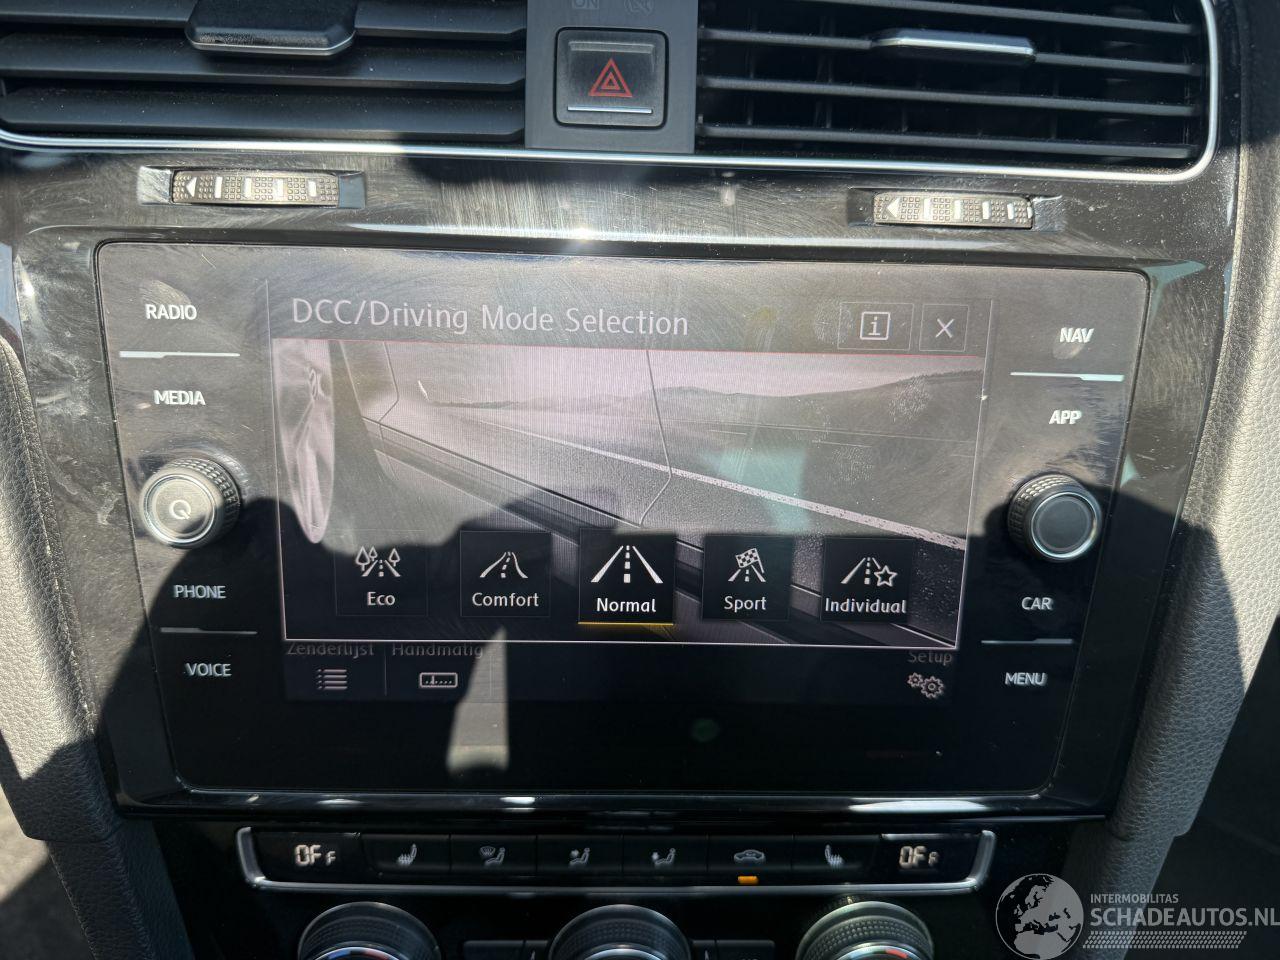 RADIO
MEDIA
PHONE
VOICE
DCC/Driving Mode Selection
i
NAV
APP
CAR
MENU
Eco
Comfort
Normal
Sport
Individual
Zenderlijst
Handmatig
Setup
OFF
OFF
INTERMOBILITAS
SCHADEAUTOS.NL